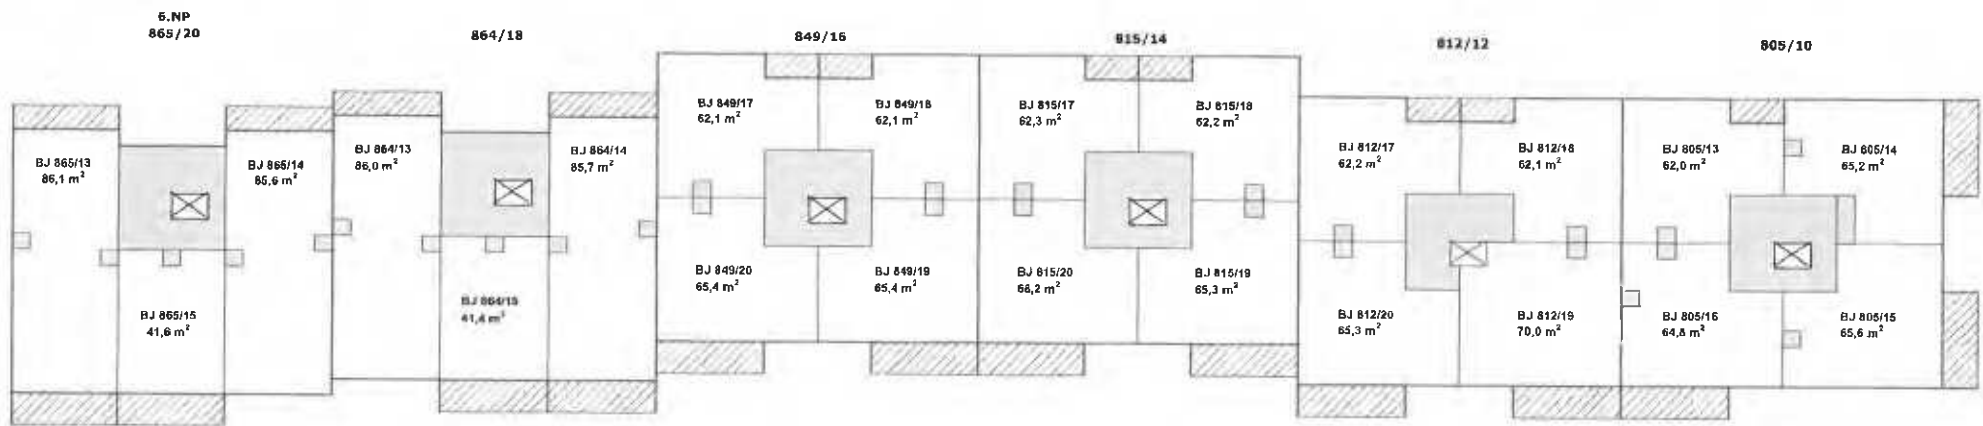 6.NP
865/20
864/18
849/16
815/14
812/12
805/10
BJ 865/13
86,1 m²
BJ 865/14
85,6 m²
BJ 865/15
41,6 m²
BJ 864/13
86,0 m²
BJ 864/14
85,7 m²
BJ 864/15
41,4 m²
BJ 849/17
62,1 m²
BJ 849/18
62,1 m²
BJ 849/20
65,4 m²
BJ 849/19
65,4 m²
BJ 815/17
62,3 m²
BJ 815/18
62,2 m²
BJ 815/20
66,2 m²
BJ 815/19
65,3 m²
BJ 812/17
62,2 m²
BJ 812/18
62,1 m²
BJ 812/20
65,3 m²
BJ 812/19
70,0 m²
BJ 805/13
62,0 m²
BJ 805/14
65,2 m²
BJ 805/16
64,8 m²
BJ 805/15
65,6 m²